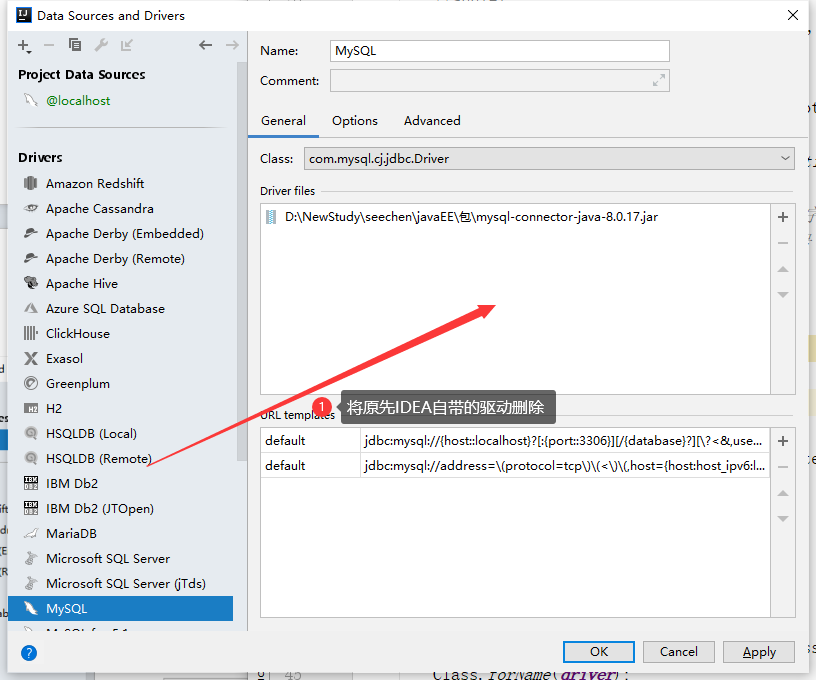 Data Sources and Drivers
Project Data Sources
@localhost
Drivers
Amazon Redshift
Apache Cassandra
Apache Derby (Embedded)
Apache Derby (Remote)
Apache Hive
Azure SQL Database
ClickHouse
Exasol
Greenplum
H2
HSQLDB (Local)
HSQLDB (Remote)
IBM Db2
IBM Db2 (JTOpen)
MariaDB
Microsoft SQL Server
Microsoft SQL Server (jTds)
MySQL
Name: MySQL
Comment:
General Options Advanced
Class: com.mysql.cj.jdbc.Driver
Driver files
D:\NewStudy\seechen\javaEE\包\mysql-connector-java-8.0.17.jar
1 将原先IDEA自带的驱动删除
URL templates
default jdbc:mysql://{host::localhost}?[:{port::3306}][/{database}?][\?<&,use...
default jdbc:mysql://address=\(protocol=tcp\)\(<\)\(,host={host:host_ipv6:l...
? OK Cancel Apply
45 Class.forName(driver);